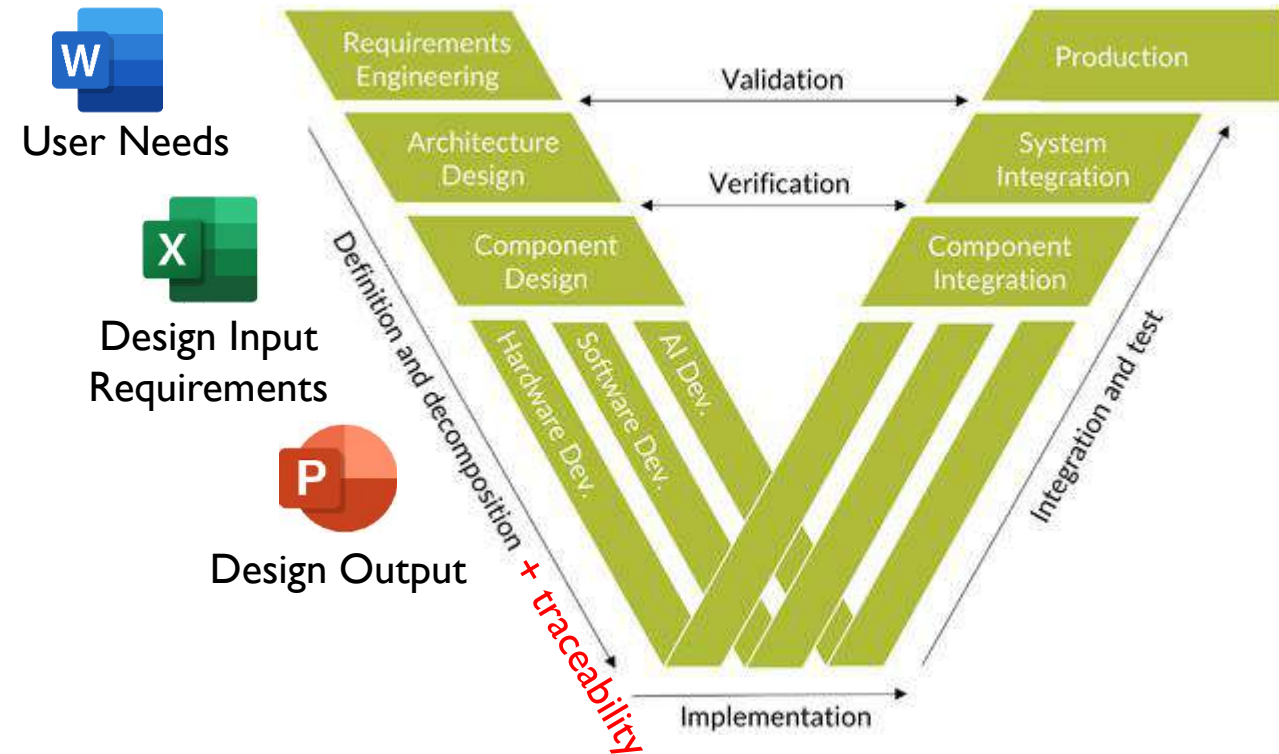 W
User Needs
X
Design Input
Requirements
P
Design Output
Requirements
Engineering
Architecture
Design
Component
Design
Hardware Dev.
Software Dev.
AI Dev.
Definition and decomposition + traceability
Validation
Verification
Implementation
Production
System
Integration
Component
Integration
Integration and test